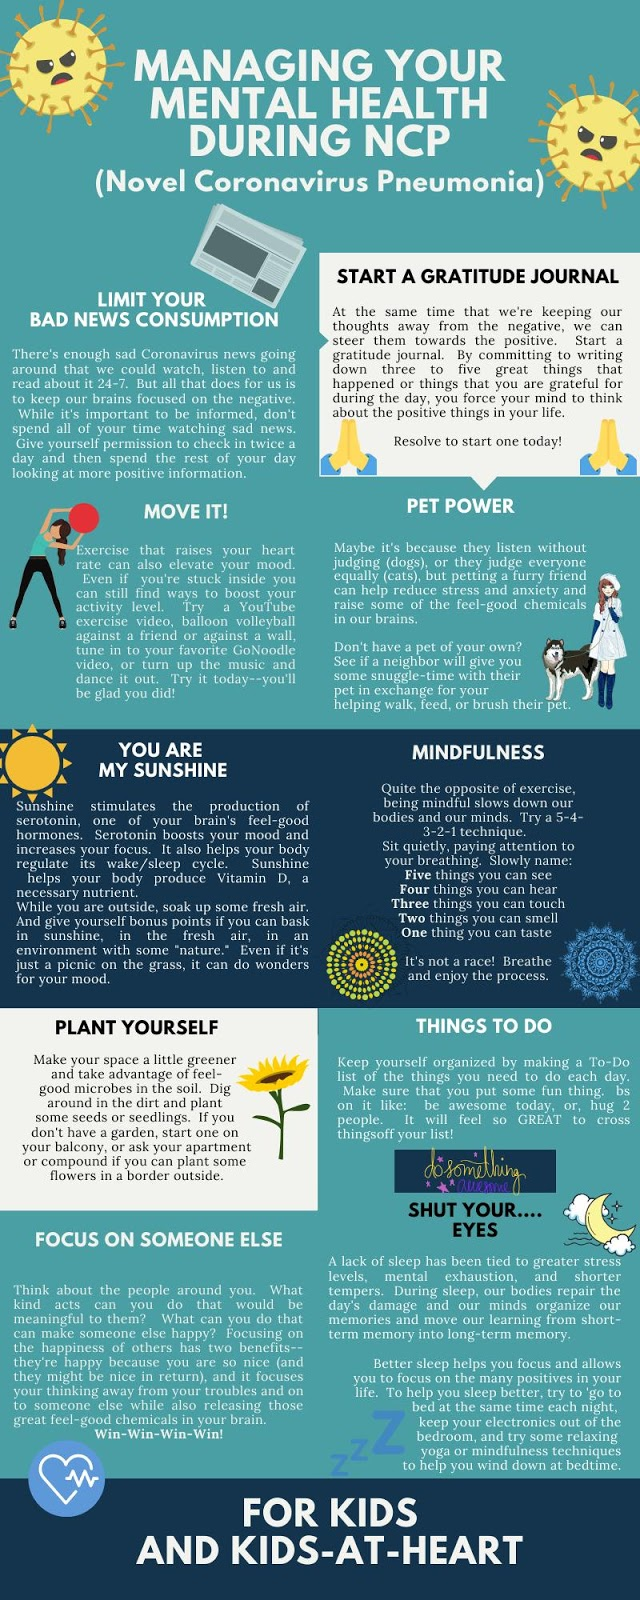 MANAGING YOUR
MENTAL HEALTH
DURING NCP
(Novel Coronavirus Pneumonia)
LIMIT YOUR
BAD NEWS CONSUMPTION
There's enough sad Coronavirus news going
around that we could watch, listen to and
read about it 24-7. But all that does for us is
to keep our brains focused on the negative.
While it's important to be informed, don't
spend all of your time watching sad news.
Give yourself permission to check in twice a
day and then spend the rest of your day
looking at more positive information.
START A GRATITUDE JOURNAL
At the same time that we're keeping our
thoughts away from the negative, we can
steer them towards the positive. Start a
gratitude journal. By committing to writing
down three to five great things that
happened or things that you are grateful for
during the day, you force your mind to think
about the positive things in your life.
Resolve to start one today!
MOVE IT!
Exercise that raises your heart
rate can also elevate your mood.
Even if you're stuck inside you
can still find ways to boost your
activity level. Try a YouTube
exercise video, balloon volleyball
against a friend or against a wall,
tune in to your favorite GoNoodle
video, or turn up the music and
dance it out. Try it today--you'll
be glad you did!
PET POWER
Maybe it's because they listen without
judging (dogs), or they judge everyone
equally (cats), but petting a furry friend
can help reduce stress and anxiety and
raise some of the feel-good chemicals
in our brains.
Don't have a pet of your own?
See if a neighbor will give you
some snuggle-time with their
pet in exchange for your
helping walk, feed, or brush their pet.
YOU ARE
MY SUNSHINE
Sunshine stimulates the production of
serotonin, one of your brain's feel-good
hormones. Serotonin boosts your mood and
increases your focus. It also helps your body
regulate its wake/sleep cycle. Sunshine
helps your body produce Vitamin D, a
necessary nutrient.
While you are outside, soak up some fresh air.
And give yourself bonus points if you can bask
in sunshine, in the fresh air, in an
environment with some "nature." Even if it's
just a picnic on the grass, it can do wonders
for your mood.
MINDFULNESS
Quite the opposite of exercise,
being mindful slows down our
bodies and our minds. Try a 5-4-
3-2-1 technique.
Sit quietly, paying attention to
your breathing. Slowly name:
Five things you can see
Four things you can hear
Three things you can touch
Two things you can smell
One thing you can taste
It's not a race! Breathe
and enjoy the process.
PLANT YOURSELF
Make your space a little greener
and take advantage of feel-
good microbes in the soil. Dig
around in the dirt and plant
some seeds or seedlings. If you
don't have a garden, start one on
your balcony, or ask your apartment
or compound if you can plant some
flowers in a border outside.
THINGS TO DO
Keep yourself organized by making a To-Do
list of the things you need to do each day.
Make sure that you put some fun thing. bs
on it like: be awesome today, or, hug 2
people. It will feel so GREAT to cross
thingsoff your list!
do something
awesome
SHUT YOUR....
EYES
A lack of sleep has been tied to greater stress
levels, mental exhaustion, and shorter
tempers. During sleep, our bodies repair the
day's damage and our minds organize our
memories and move our learning from short-
term memory into long-term memory.
Better sleep helps you focus and allows
you to focus on the many positives in your
life. To help you sleep better, try to 'go to
bed at the same time each night,
keep your electronics out of the
bedroom, and try some relaxing
yoga or mindfulness techniques
to help you wind down at bedtime.
z z Z
FOCUS ON SOMEONE ELSE
Think about the people around you. What
kind acts can you do that would be
meaningful to them? What can you do that
can make someone else happy? Focusing on
the happiness of others has two benefits--
they're happy because you are so nice (and
they might be nice in return), and it focuses
your thinking away from your troubles and on
to someone else while also releasing those
great feel-good chemicals in your brain.
Win-Win-Win-Win!
FOR KIDS
AND KIDS-AT-HEART